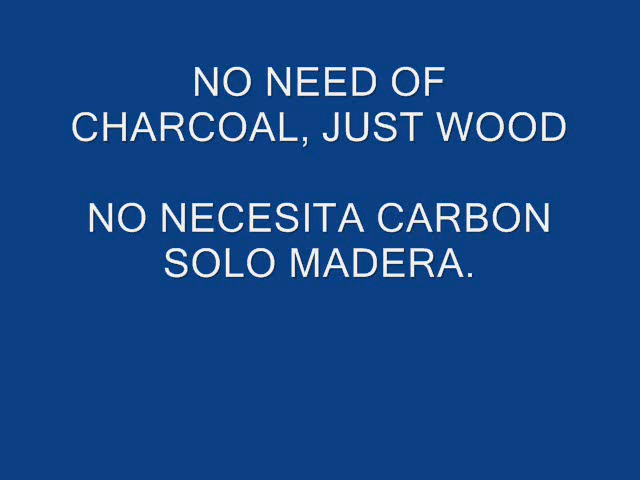 NO NEED OF
CHARCOAL, JUST WOOD
NO NECESITA CARBON
SOLO MADERA.